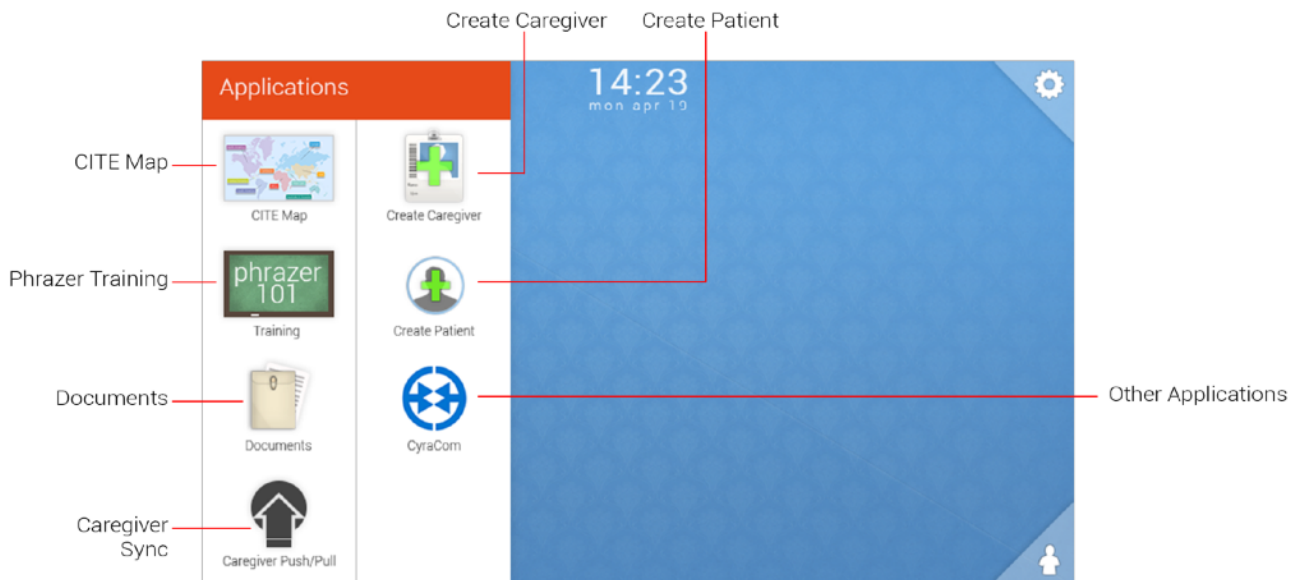 Create Caregiver
Create Patient
Applications
14:23
mon apr 19
CITE Map
CITE Map
Create Caregiver
Phrazer Training
phrazer
101
Training
Create Patient
Documents
Documents
CyraCom
Other Applications
Caregiver
Sync
Caregiver Push/Pull